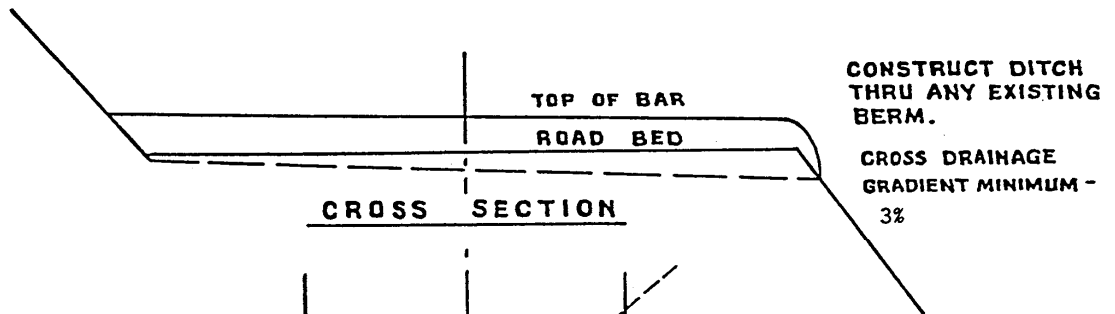 CONSTRUCT DITCH
THRU ANY EXISTING
BERM.
TOP OF BAR
ROAD BED
CROSS DRAINAGE
GRADIENT MINIMUM -
3%
CROSS SECTION